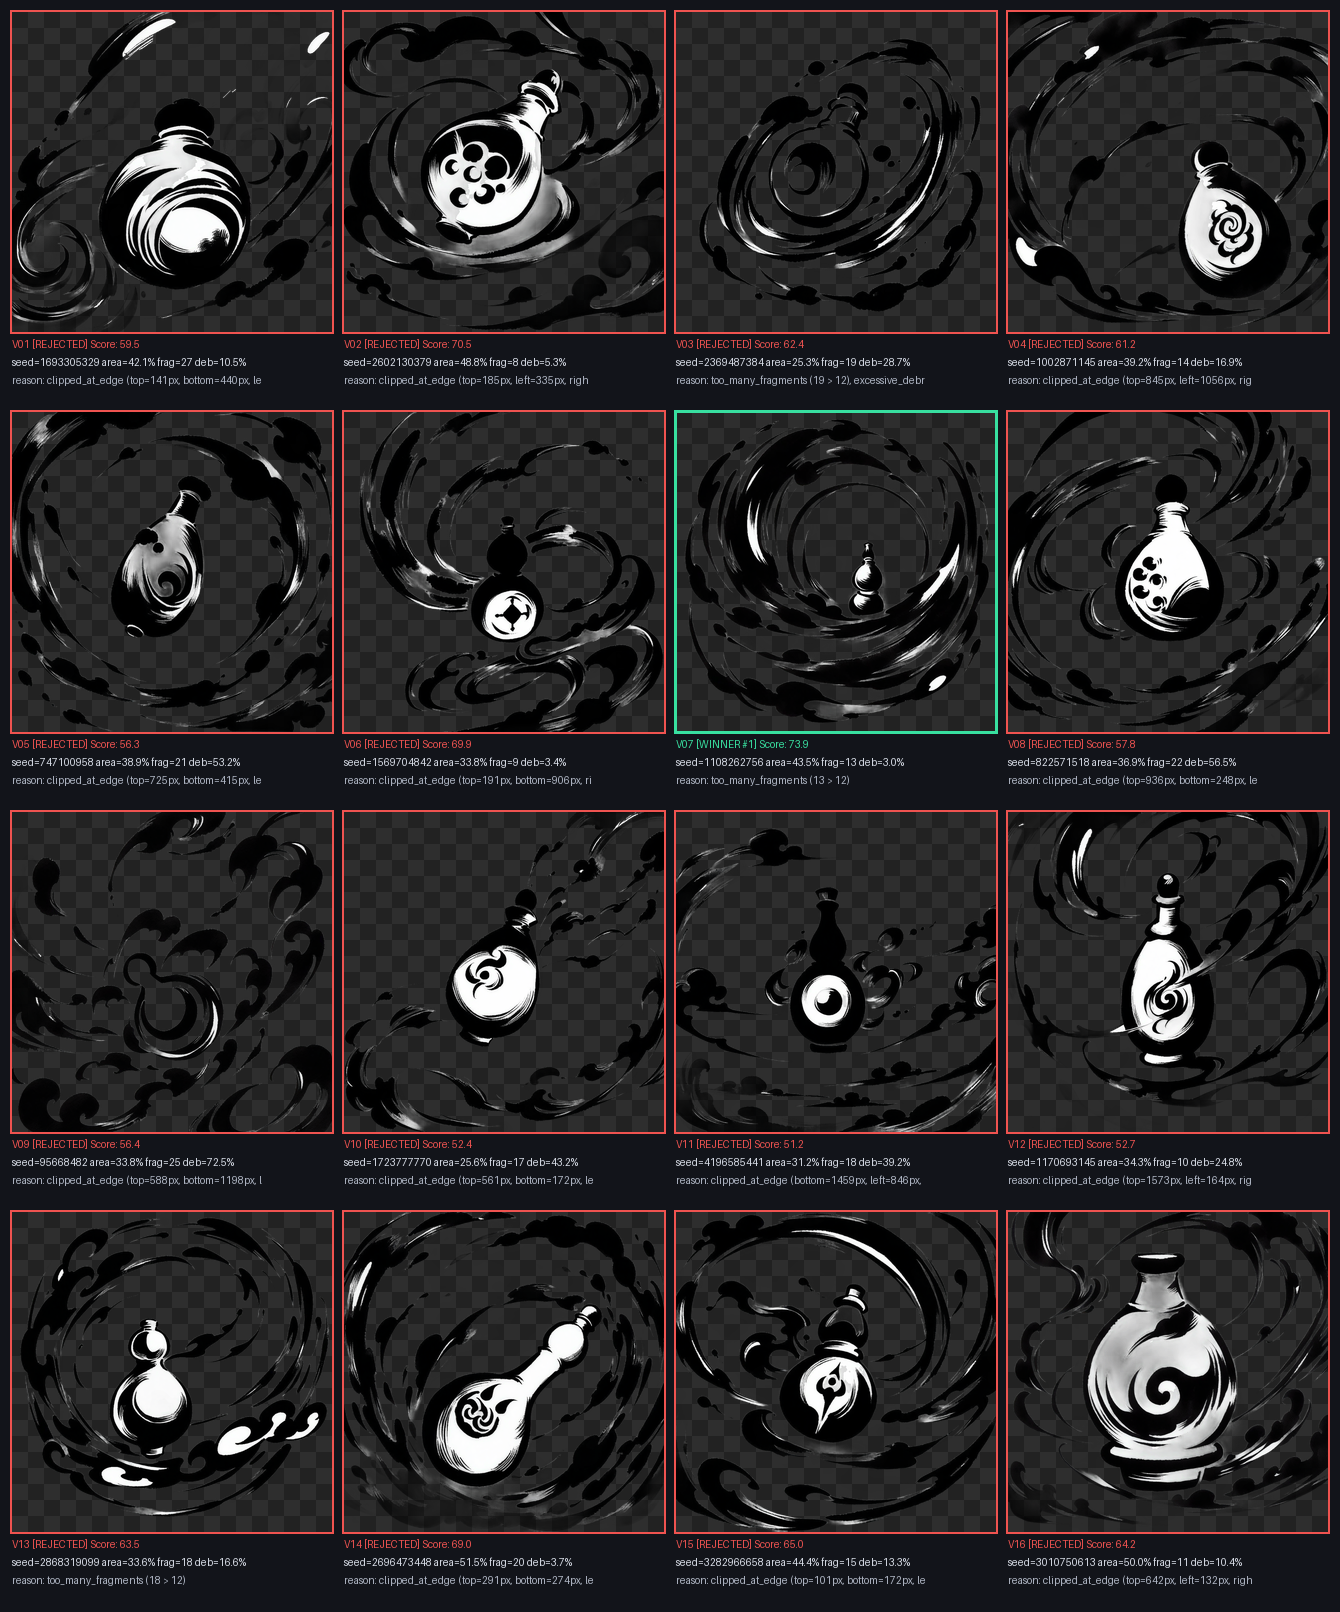 V01 [REJECTED] Score: 59.5
seed=1693305329 area=42.1% frag=27 deb=10.5%
reason: clipped_at_edge (top=141px, bottom=440px, le
V02 [REJECTED] Score: 70.5
seed=2602130379 area=48.8% frag=8 deb=5.3%
reason: clipped_at_edge (top=185px, left=335px, righ
V03 [REJECTED] Score: 62.4
seed=2369487384 area=25.3% frag=19 deb=28.7%
reason: too_many_fragments (19 > 12), excessive_debr
V04 [REJECTED] Score: 61.2
seed=1002871145 area=39.2% frag=14 deb=16.9%
reason: clipped_at_edge (top=845px, left=1056px, rig
V05 [REJECTED] Score: 56.3
seed=747100958 area=38.9% frag=21 deb=53.2%
reason: clipped_at_edge (top=725px, bottom=415px, le
V06 [REJECTED] Score: 69.9
seed=1569704842 area=33.8% frag=9 deb=3.4%
reason: clipped_at_edge (top=191px, bottom=906px, ri
V07 [WINNER #1] Score: 73.9
seed=1108262756 area=43.5% frag=13 deb=3.0%
reason: too_many_fragments (13 > 12)
V08 [REJECTED] Score: 57.8
seed=822571518 area=36.9% frag=22 deb=56.5%
reason: clipped_at_edge (top=936px, bottom=248px, le
V09 [REJECTED] Score: 56.4
seed=95668482 area=33.8% frag=25 deb=72.5%
reason: clipped_at_edge (top=588px, bottom=1198px, l
V10 [REJECTED] Score: 52.4
seed=1723777770 area=25.6% frag=17 deb=43.2%
reason: clipped_at_edge (top=561px, bottom=172px, le
V11 [REJECTED] Score: 51.2
seed=4196585441 area=31.2% frag=18 deb=39.2%
reason: clipped_at_edge (bottom=1459px, left=846px,
V12 [REJECTED] Score: 52.7
seed=1170693145 area=34.3% frag=10 deb=24.8%
reason: clipped_at_edge (top=1573px, left=164px, rig
V13 [REJECTED] Score: 63.5
seed=2868319099 area=33.6% frag=18 deb=16.6%
reason: too_many_fragments (18 > 12)
V14 [REJECTED] Score: 69.0
seed=2696473448 area=51.5% frag=20 deb=3.7%
reason: clipped_at_edge (top=291px, bottom=274px, le
V15 [REJECTED] Score: 65.0
seed=3282966658 area=44.4% frag=15 deb=13.3%
reason: clipped_at_edge (top=101px, bottom=172px, le
V16 [REJECTED] Score: 64.2
seed=3010750613 area=50.0% frag=11 deb=10.4%
reason: clipped_at_edge (top=642px, left=132px, righ